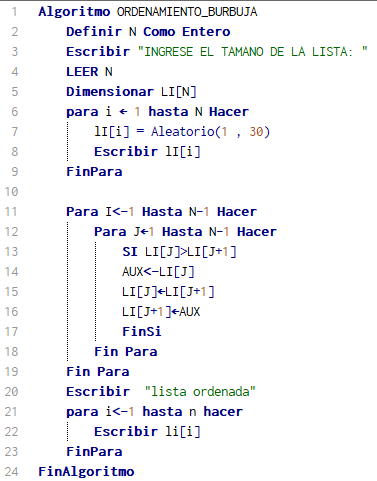 1 Algoritmo ORDENAMIENTO_BURBUJA
2 Definir N Como Entero
3 Escribir "INGRESE EL TAMANO DE LA LISTA: "
4 LEER N
5 Dimensionar LI[N]
6 para i ← 1 hasta N Hacer
7 lI[i] = Aleatorio(1 , 30)
8 Escribir lI[i]
9 FinPara
10
11 Para I<-1 Hasta N-1 Hacer
12 Para J←1 Hasta N-1 Hacer
13 SI LI[J]>LI[J+1]
14 AUX<-LI[J]
15 LI[J]←LI[J+1]
16 LI[J+1]←AUX
17 FinSi
18 Fin Para
19 Fin Para
20 Escribir "lista ordenada"
21 para i<-1 hasta n hacer
22 Escribir li[i]
23 FinPara
24 FinAlgoritmo